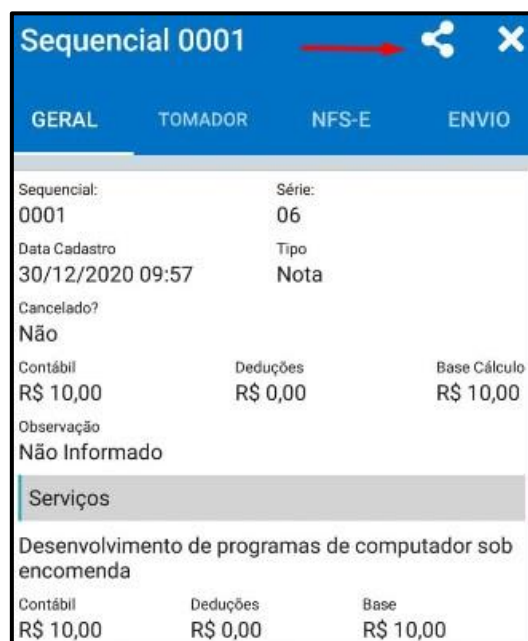 Sequencial 0001
GERAL TOMADOR NFS-E ENVIO
Sequencial: Série:
0001 06
Data Cadastro Tipo
30/12/2020 09:57 Nota
Cancelado?
Não
Contábil Deduções Base Cálculo
R$ 10,00 R$ 0,00 R$ 10,00
Observação
Não Informado
Serviços
Desenvolvimento de programas de computador sob
encomenda
Contábil Deduções Base
R$ 10,00 R$ 0,00 R$ 10,00